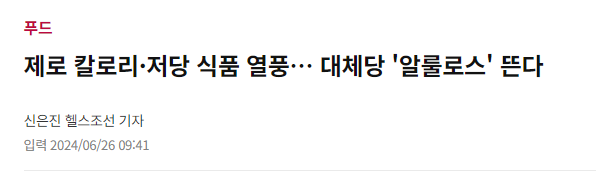 푸드
제로 칼로리·저당 식품 열풍… 대체당 '알룰로스' 뜬다
신은진 헬스조선 기자
입력 2024/06/26 09:41